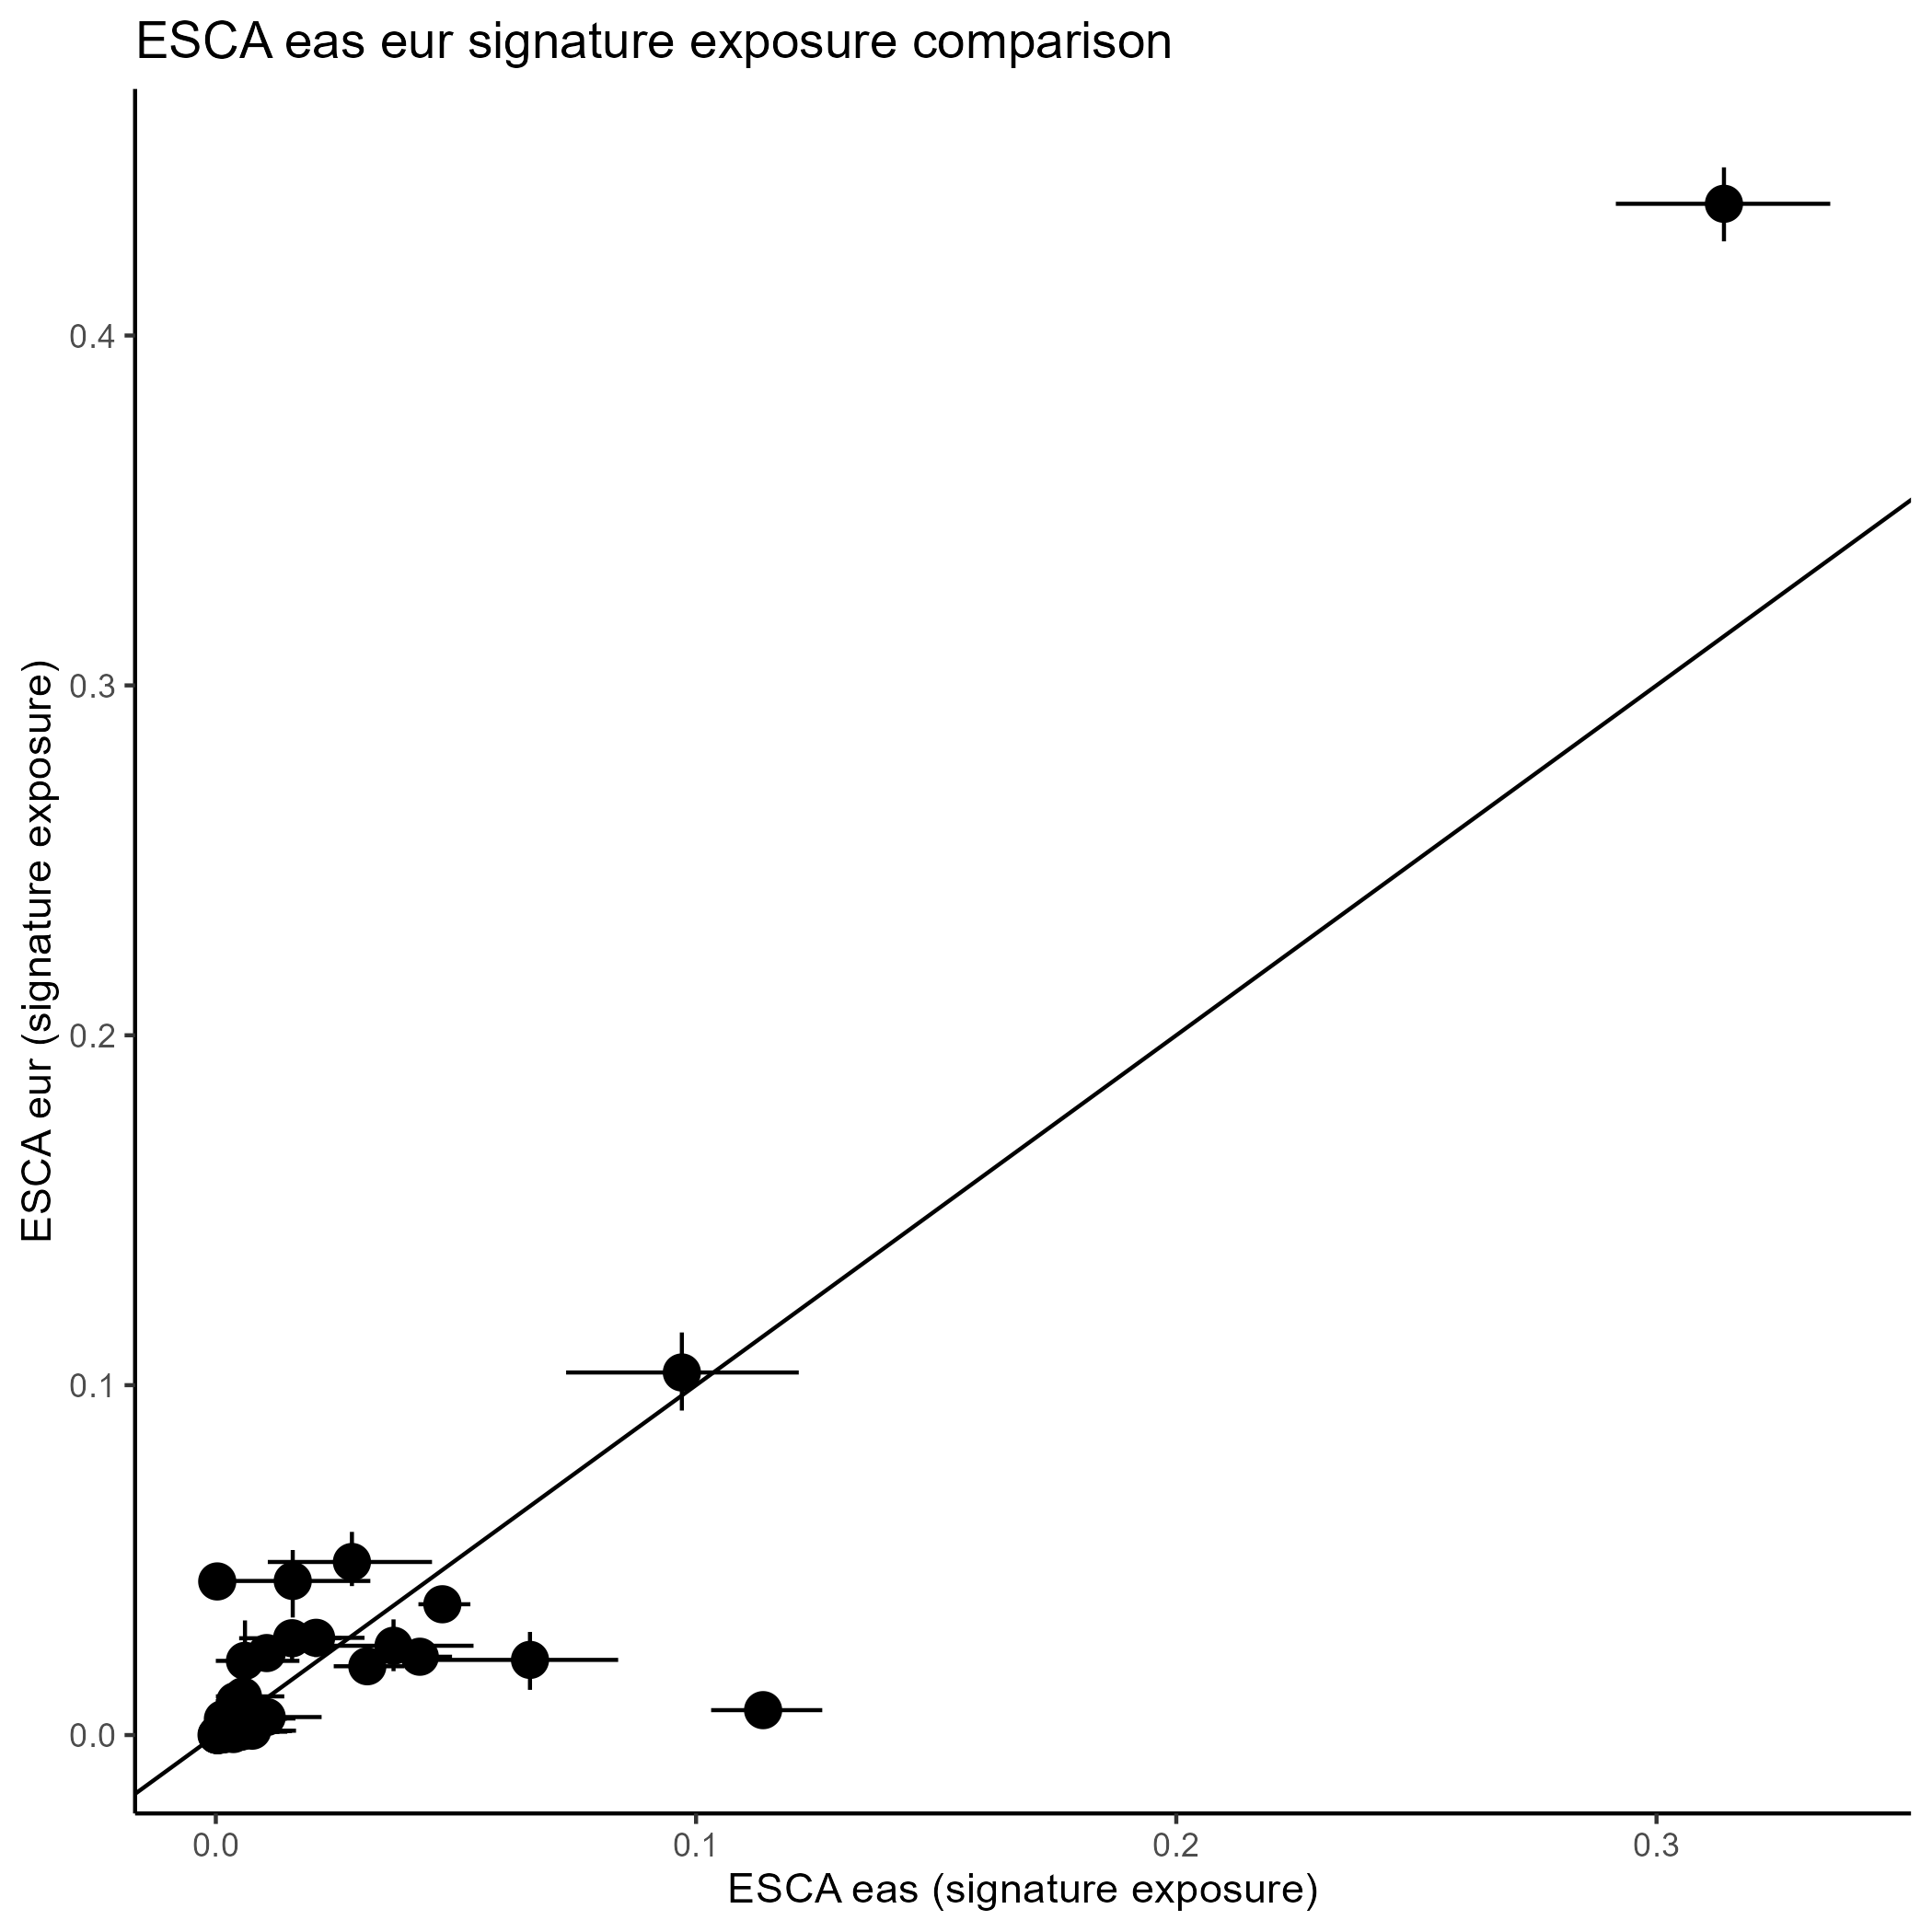 ESCA eas eur signature exposure comparison
ESCA eur (signature exposure)
0.4
0.3
0.2
0.1
0.0
0.0 0.1 0.2 0.3
ESCA eas (signature exposure)